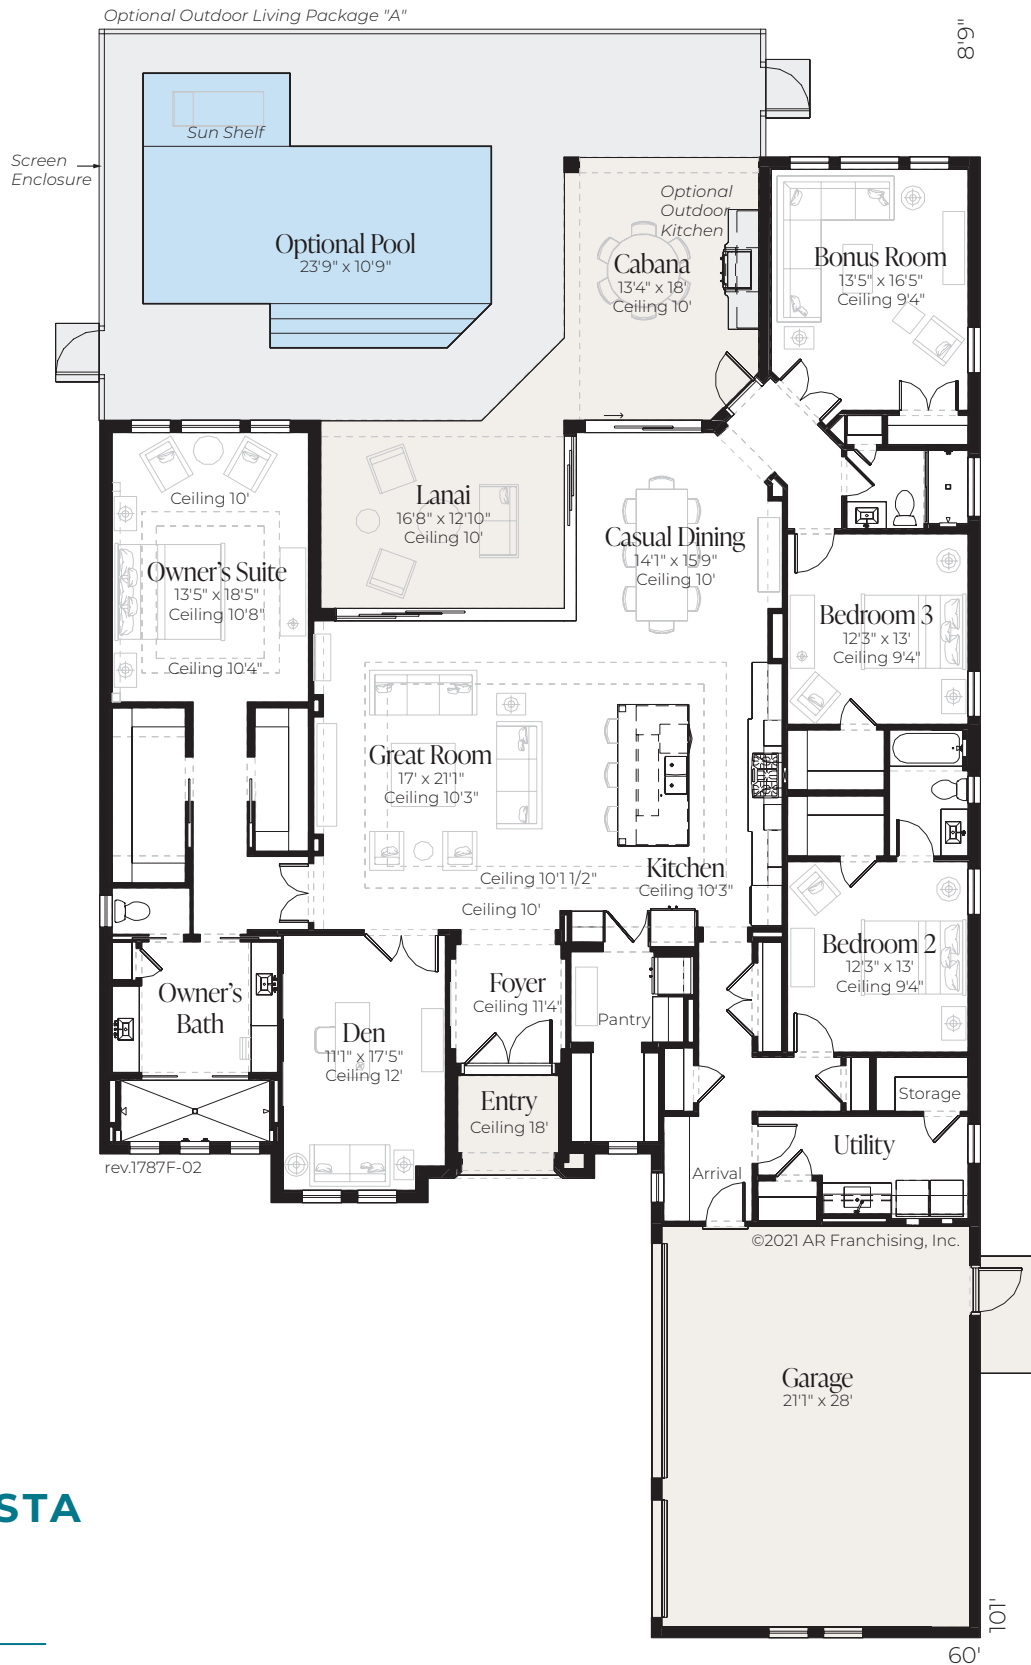 Optional Outdoor Living Package "A"
8'9"
Sun Shelf
Screen
Enclosure
Optional Pool
23'9" x 10'9"
Optional
Outdoor
Kitchen
Cabana
13'4" x 18'
Ceiling 10'
Bonus Room
13'5" x 16'5"
Ceiling 9'4"
Ceiling 10'
Owner's Suite
13'5" x 18'5"
Ceiling 10'8"
Ceiling 10'4"
Lanai
16'8" x 12'10"
Ceiling 10'
Casual Dining
14'1" x 15'9"
Ceiling 10'
Bedroom 3
12'3" x 13'
Ceiling 9'4"
Great Room
17' x 21'1"
Ceiling 10'3"
Ceiling 10'1 1/2"
Ceiling 10'
Kitchen
Ceiling 10'3"
Bedroom 2
12'3" x 13'
Ceiling 9'4"
Owner's
Bath
Den
11'1" x 17'5"
Ceiling 12'
Foyer
Ceiling 11'4"
Pantry
Entry
Ceiling 18'
Storage
Utility
Arrival
rev.1787F-02
©2021 AR Franchising, Inc.
Garage
21'1" x 28'
STA
101'
60'